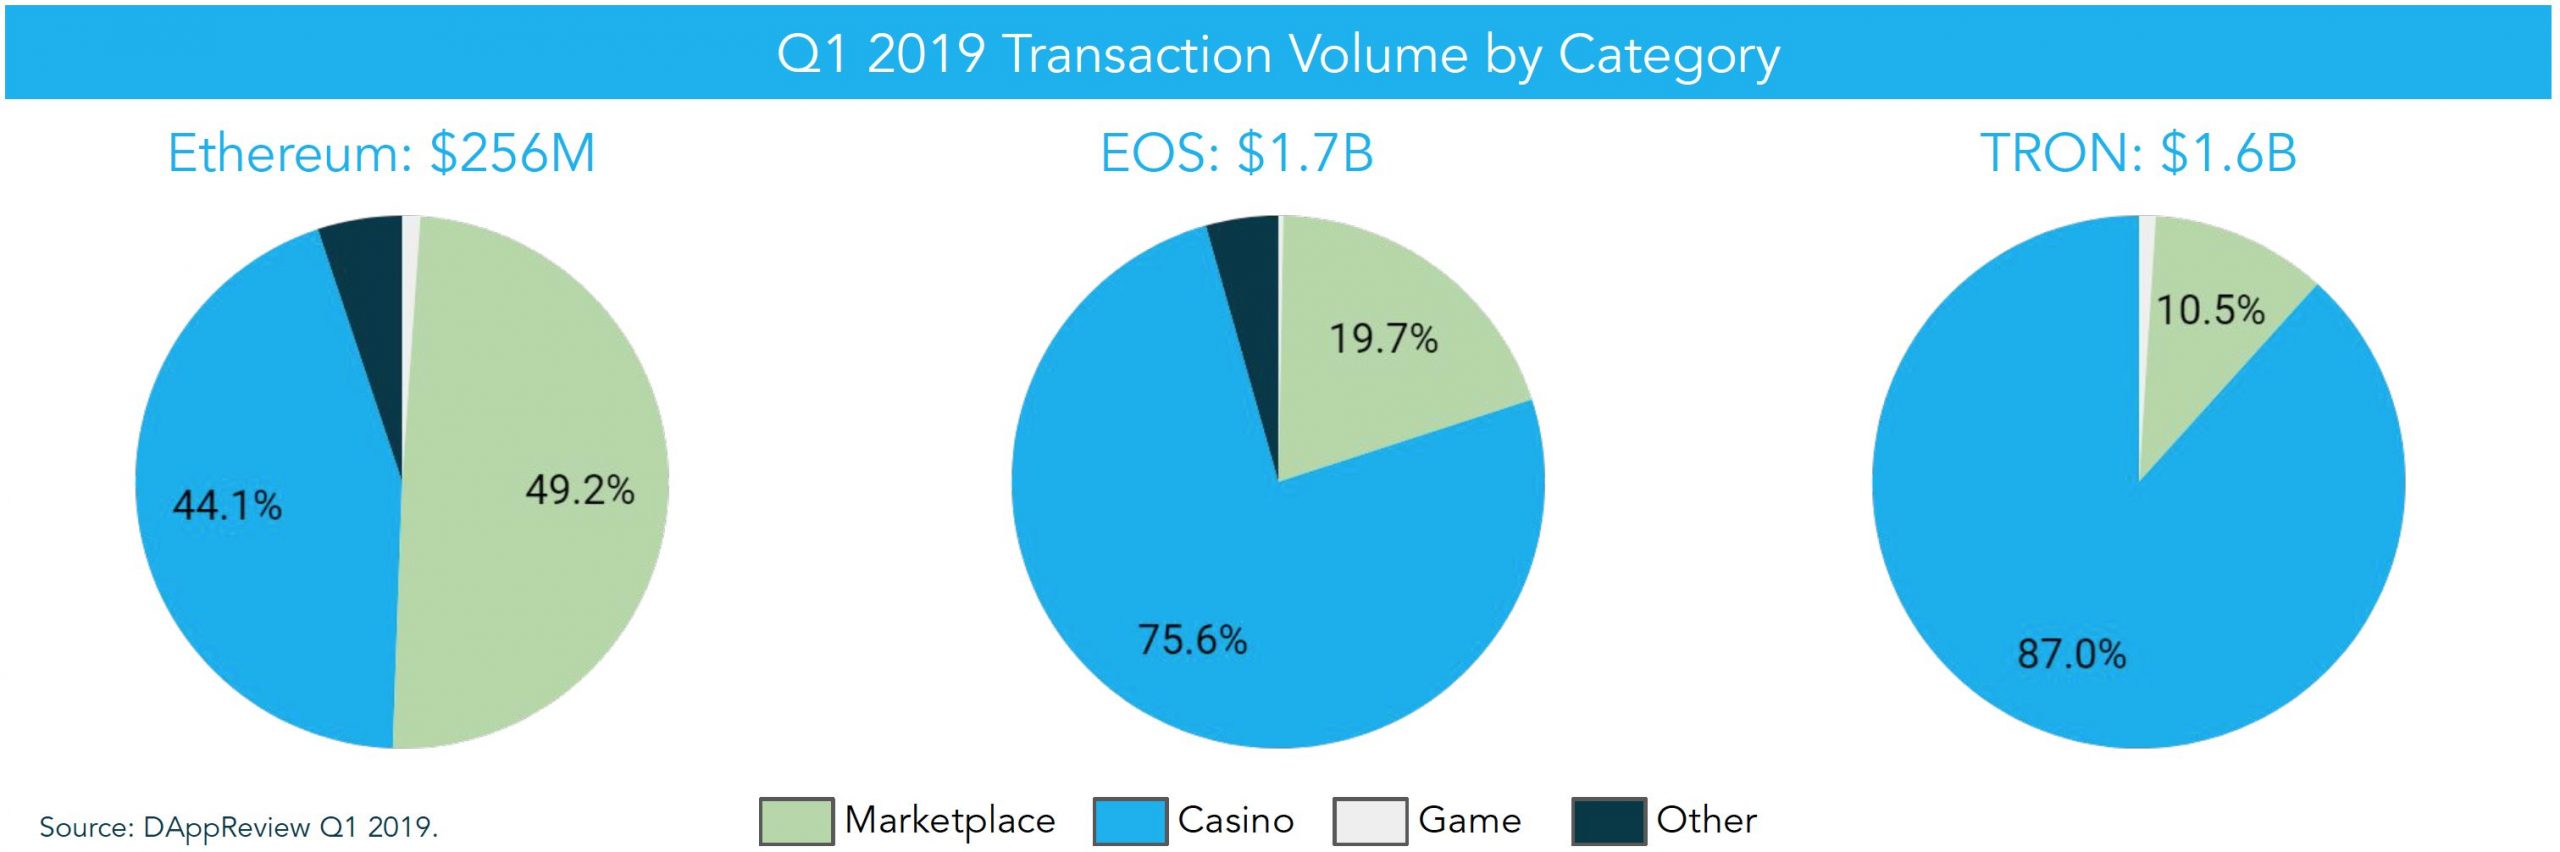 Q1 2019 Transaction Volume by Category
Ethereum: $256M
EOS: $1.7B
TRON: $1.6B
44.1%
49.2%
19.7%
75.6%
10.5%
87.0%
Marketplace
Casino
Game
Other
Source: DAppReview Q1 2019.